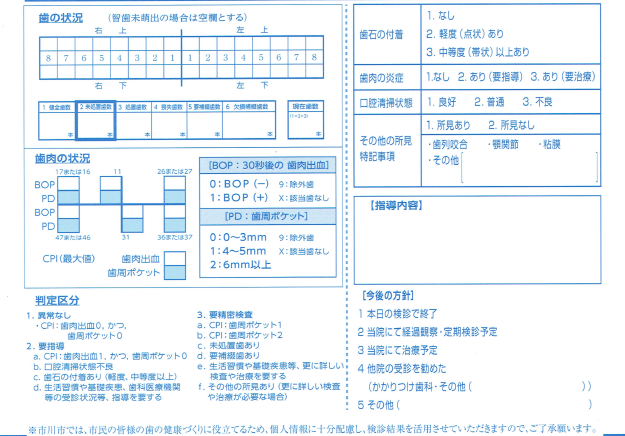 歯の状況 (智歯未萌出の場合は空欄とする)
右 上 左 上
8 7 6 5 4 3 2 1 1 2 3 4 5 6 7 8
右 下 左 下
1 健全歯数 2 未処置歯数 3 処置歯数 4 喪失歯数 5 要補綴歯数 6 欠損補綴歯数 現在歯数
(1+2+3)
本 本 本 本 本 本 本
歯肉の状況
17または16 11 26または27
BOP
PD
BOP
PD
47または46 31 36または37
CPI(最大値) 歯肉出血
歯周ポケット
[BOP:30秒後の 歯肉出血]
0:BOP(−) 9:除外歯
1:BOP(+) X:該当歯なし
[PD:歯周ポケット]
0:0〜3mm 9:除外歯
1:4〜5mm X:該当歯なし
2:6mm以上
判定区分
1. 異常なし
・CPI:歯肉出血0, かつ,
歯周ポケット0
2. 要指導
a. CPI:歯肉出血1, かつ, 歯周ポケット0
b. 口腔清掃状態不良
c. 歯石の付着あり(軽度, 中等度以上)
d. 生活習慣や基礎疾患, 歯科医療機関
等の受診状況等、指導を要する
3. 要精密検査
a. CPI:歯周ポケット1
b. CPI:歯周ポケット2
c. 未処置歯あり
d. 要補綴歯あり
e. 生活習慣や基礎疾患等、更に詳しい
検査や治療を要する
f. その他の所見あり(更に詳しい検査
や治療が必要な場合)
歯石の付着
1. なし
2. 軽度(点状)あり
3. 中等度(帯状)以上あり
歯肉の炎症 1.なし 2. あり(要指導) 3. あり(要治療)
口腔清掃状態 1. 良好 2. 普通 3. 不良
その他の所見
特記事項
1. 所見あり 2. 所見なし
・歯列咬合 ・顎関節 ・粘膜
・その他[ ]
【指導内容】
【今後の方針】
1 本日の検診で終了
2 当院にて経過観察・定期検診予定
3 当院にて治療予定
4 他院の受診を勧めた
(かかりつけ歯科・その他( ))
5 その他( )
※市川市では、市民の皆様の歯の健康づくりに役立てるため、個人情報に十分配慮し、検診結果を活用させていただきますので、ご了承願います。